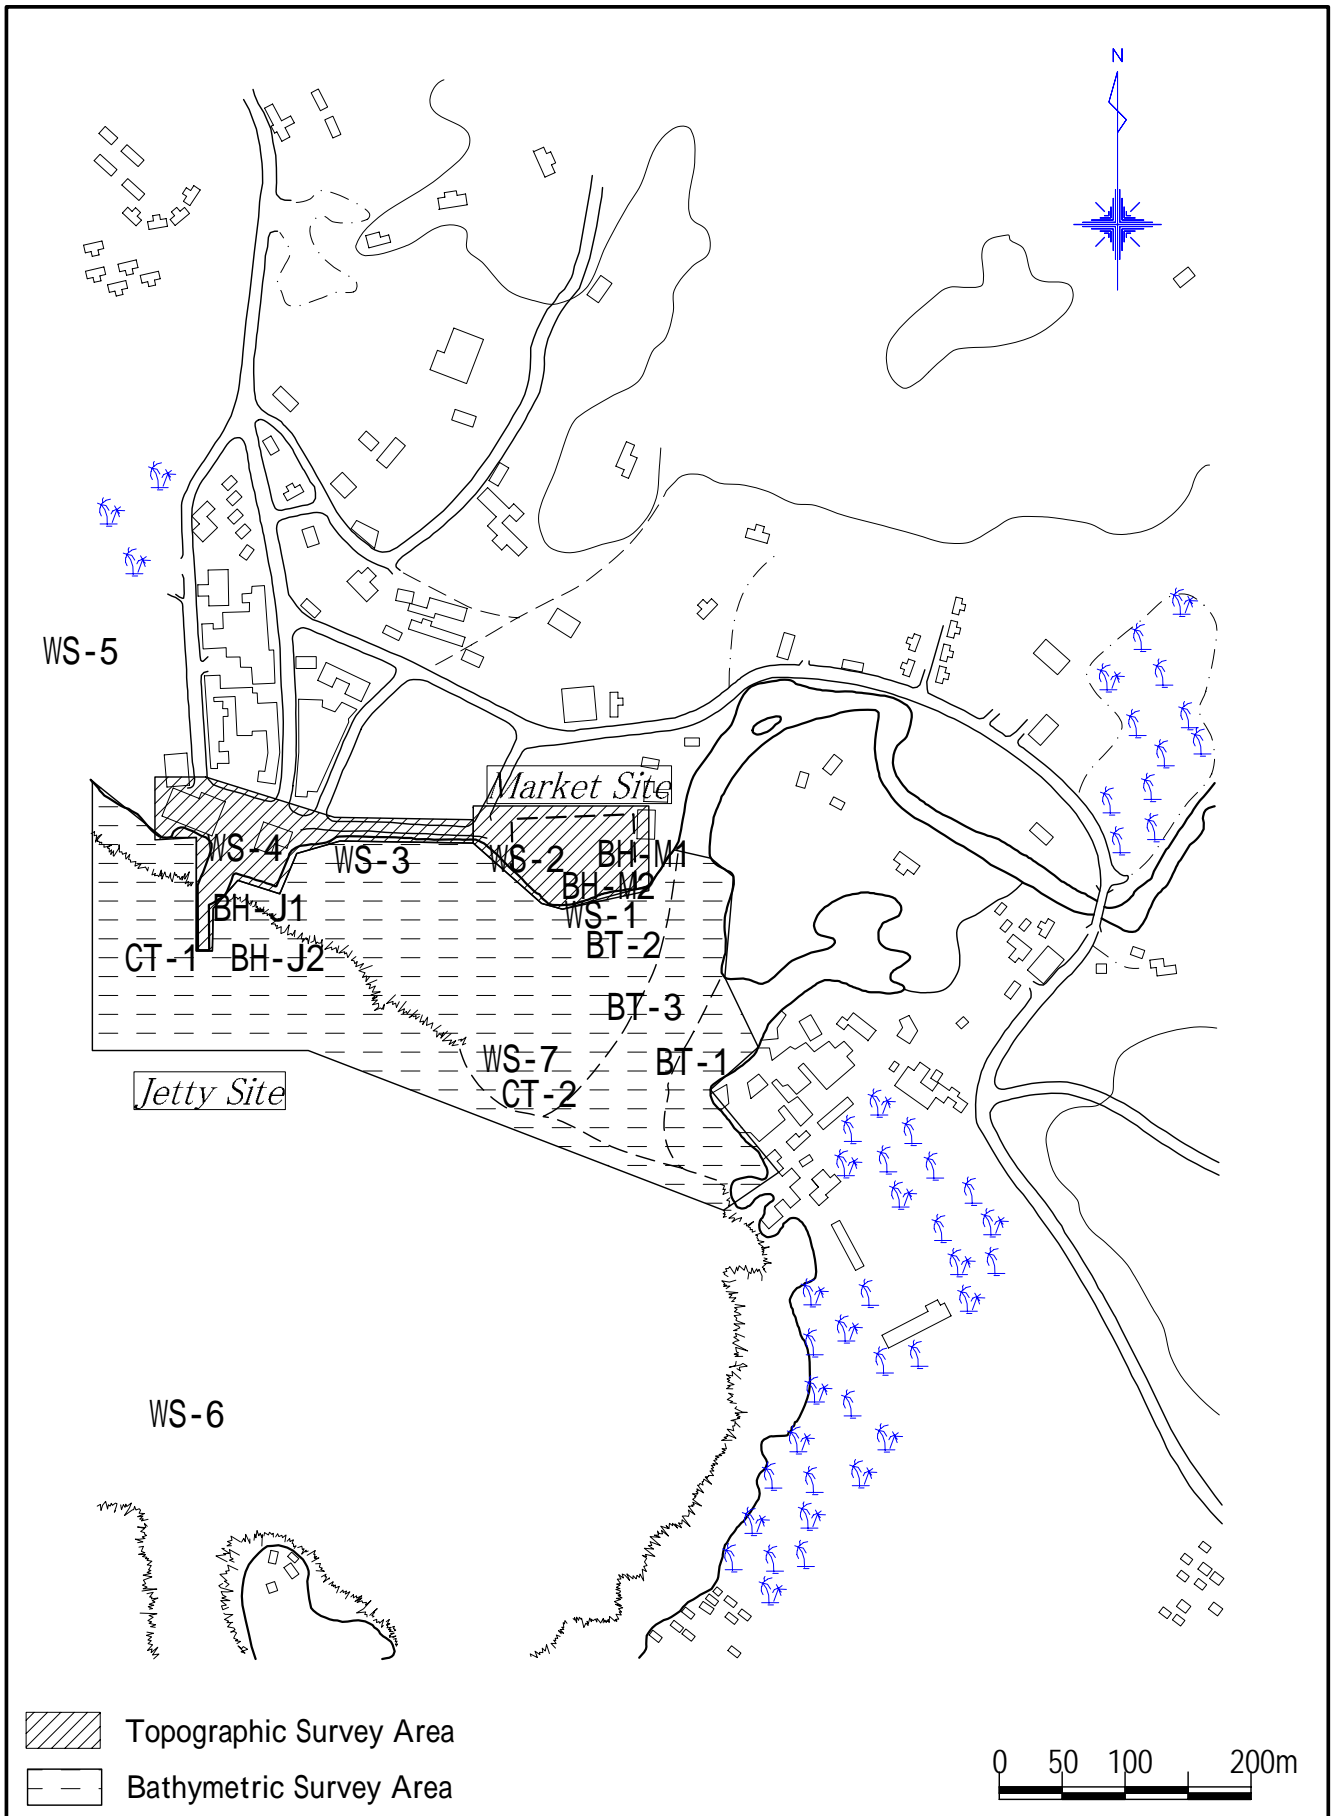 N
WS-5
Market Site
WS-4
WS-3
WS-2
BH-M1
BH-M2
BH-J1
WS-1
BT-2
CT-1
BH-J2
BT-3
WS-7
BT-1
CT-2
Jetty Site
WS-6
Topographic Survey Area
Bathymetric Survey Area
0 50 100 200m